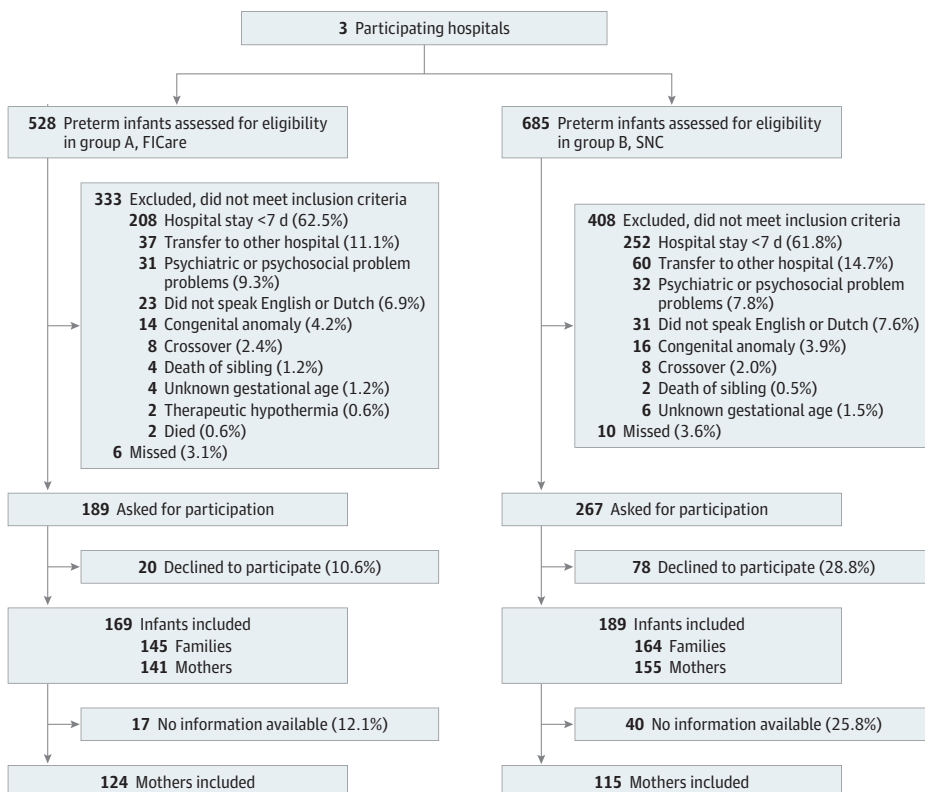 3 Participating hospitals
528 Preterm infants assessed for eligibility
in group A, FICare
685 Preterm infants assessed for eligibility
in group B, SNC
333 Excluded, did not meet inclusion criteria
208 Hospital stay <7 d (62.5%)
37 Transfer to other hospital (11.1%)
31 Psychiatric or psychosocial problem
problems (9.3%)
23 Did not speak English or Dutch (6.9%)
14 Congenital anomaly (4.2%)
8 Crossover (2.4%)
4 Death of sibling (1.2%)
4 Unknown gestational age (1.2%)
2 Therapeutic hypothermia (0.6%)
2 Died (0.6%)
6 Missed (3.1%)
408 Excluded, did not meet inclusion criteria
252 Hospital stay <7 d (61.8%)
60 Transfer to other hospital (14.7%)
32 Psychiatric or psychosocial problem
problems (7.8%)
31 Did not speak English or Dutch (7.6%)
16 Congenital anomaly (3.9%)
8 Crossover (2.0%)
2 Death of sibling (0.5%)
6 Unknown gestational age (1.5%)
10 Missed (3.6%)
189 Asked for participation
267 Asked for participation
20 Declined to participate (10.6%)
78 Declined to participate (28.8%)
169 Infants included
145 Families
141 Mothers
189 Infants included
164 Families
155 Mothers
17 No information available (12.1%)
40 No information available (25.8%)
124 Mothers included
115 Mothers included